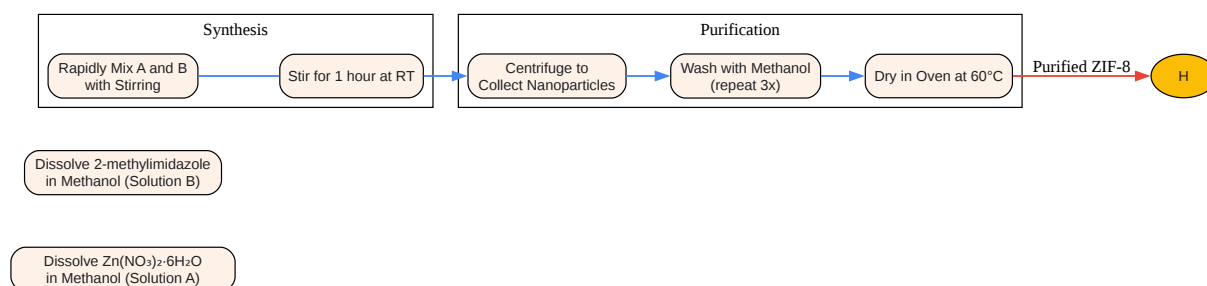 Synthesis
Purification
Rapidly Mix A and B
with Stirring
Stir for 1 hour at RT
Centrifuge to
Collect Nanoparticles
Wash with Methanol
(repeat 3x)
Dry in Oven at 60°C
Purified ZIF-8
H
Dissolve 2-methylimidazole
in Methanol (Solution B)
Dissolve Zn(NO₃)₂·6H₂O
in Methanol (Solution A)